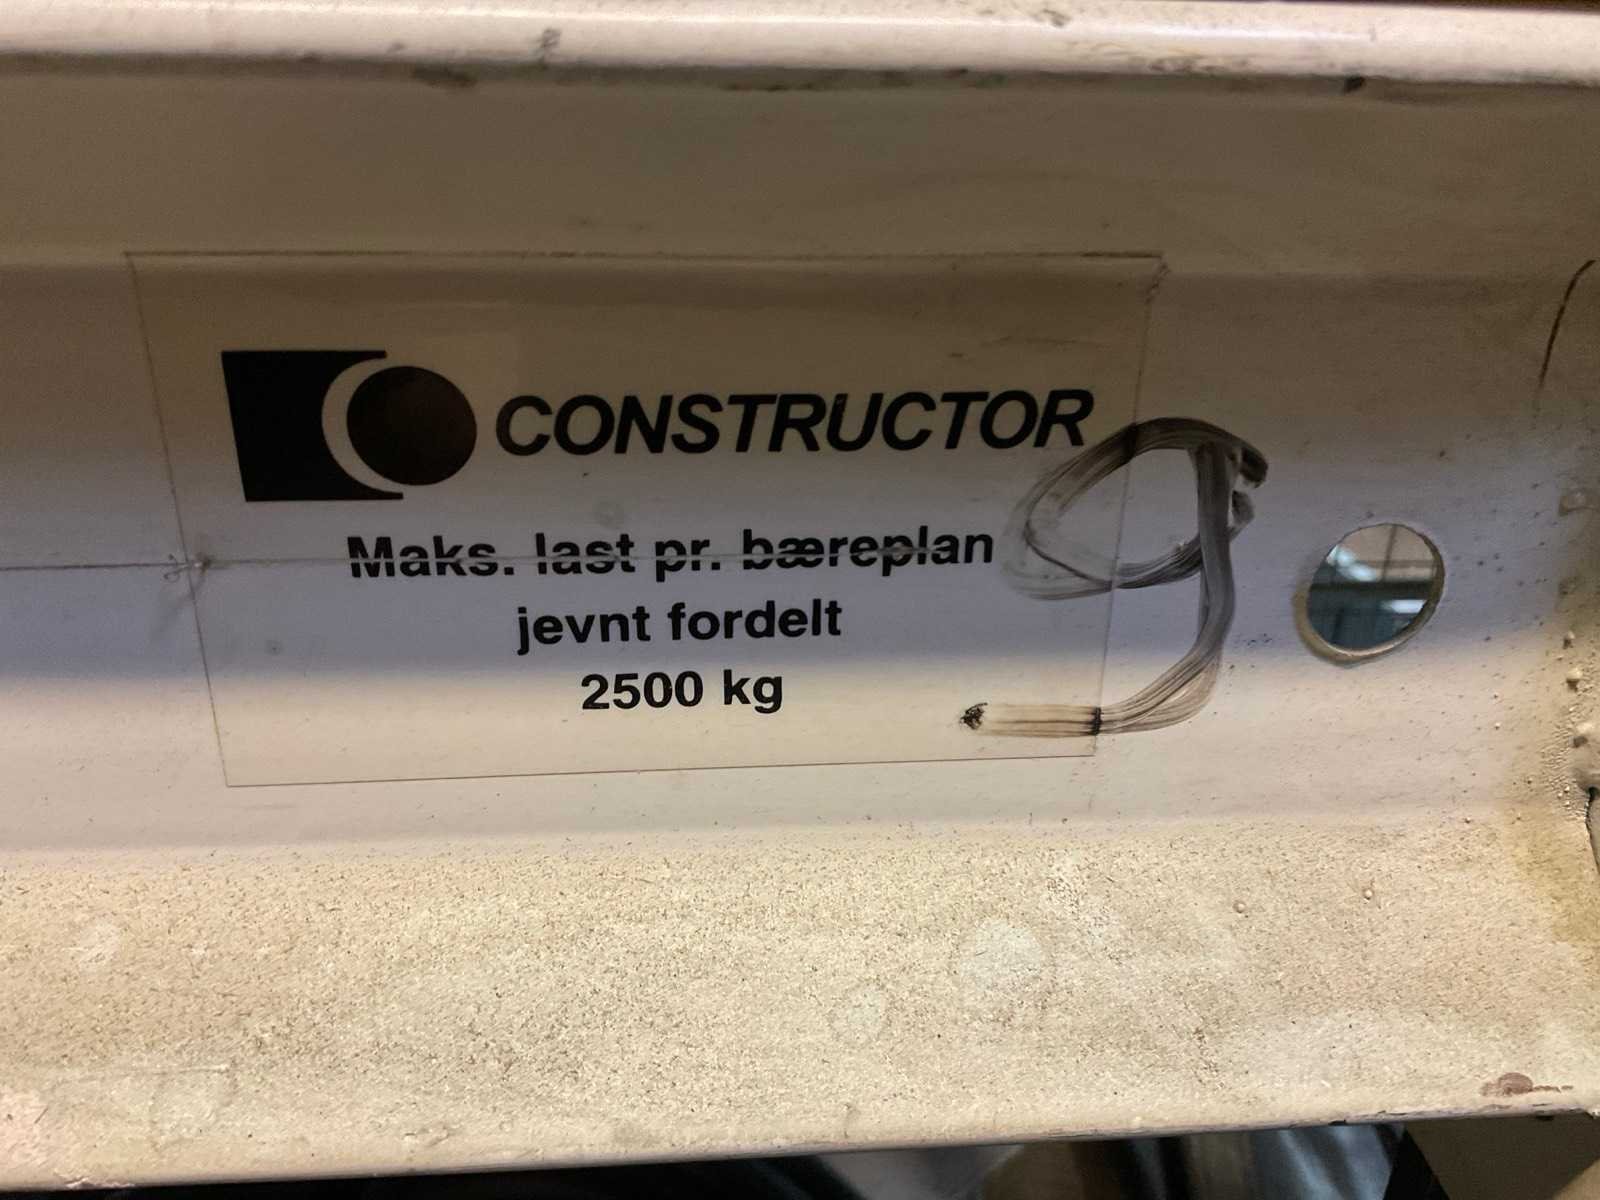 CONSTRUCTOR
Maks. last pr. bæreplan
jevnt fordelt
2500 kg
9